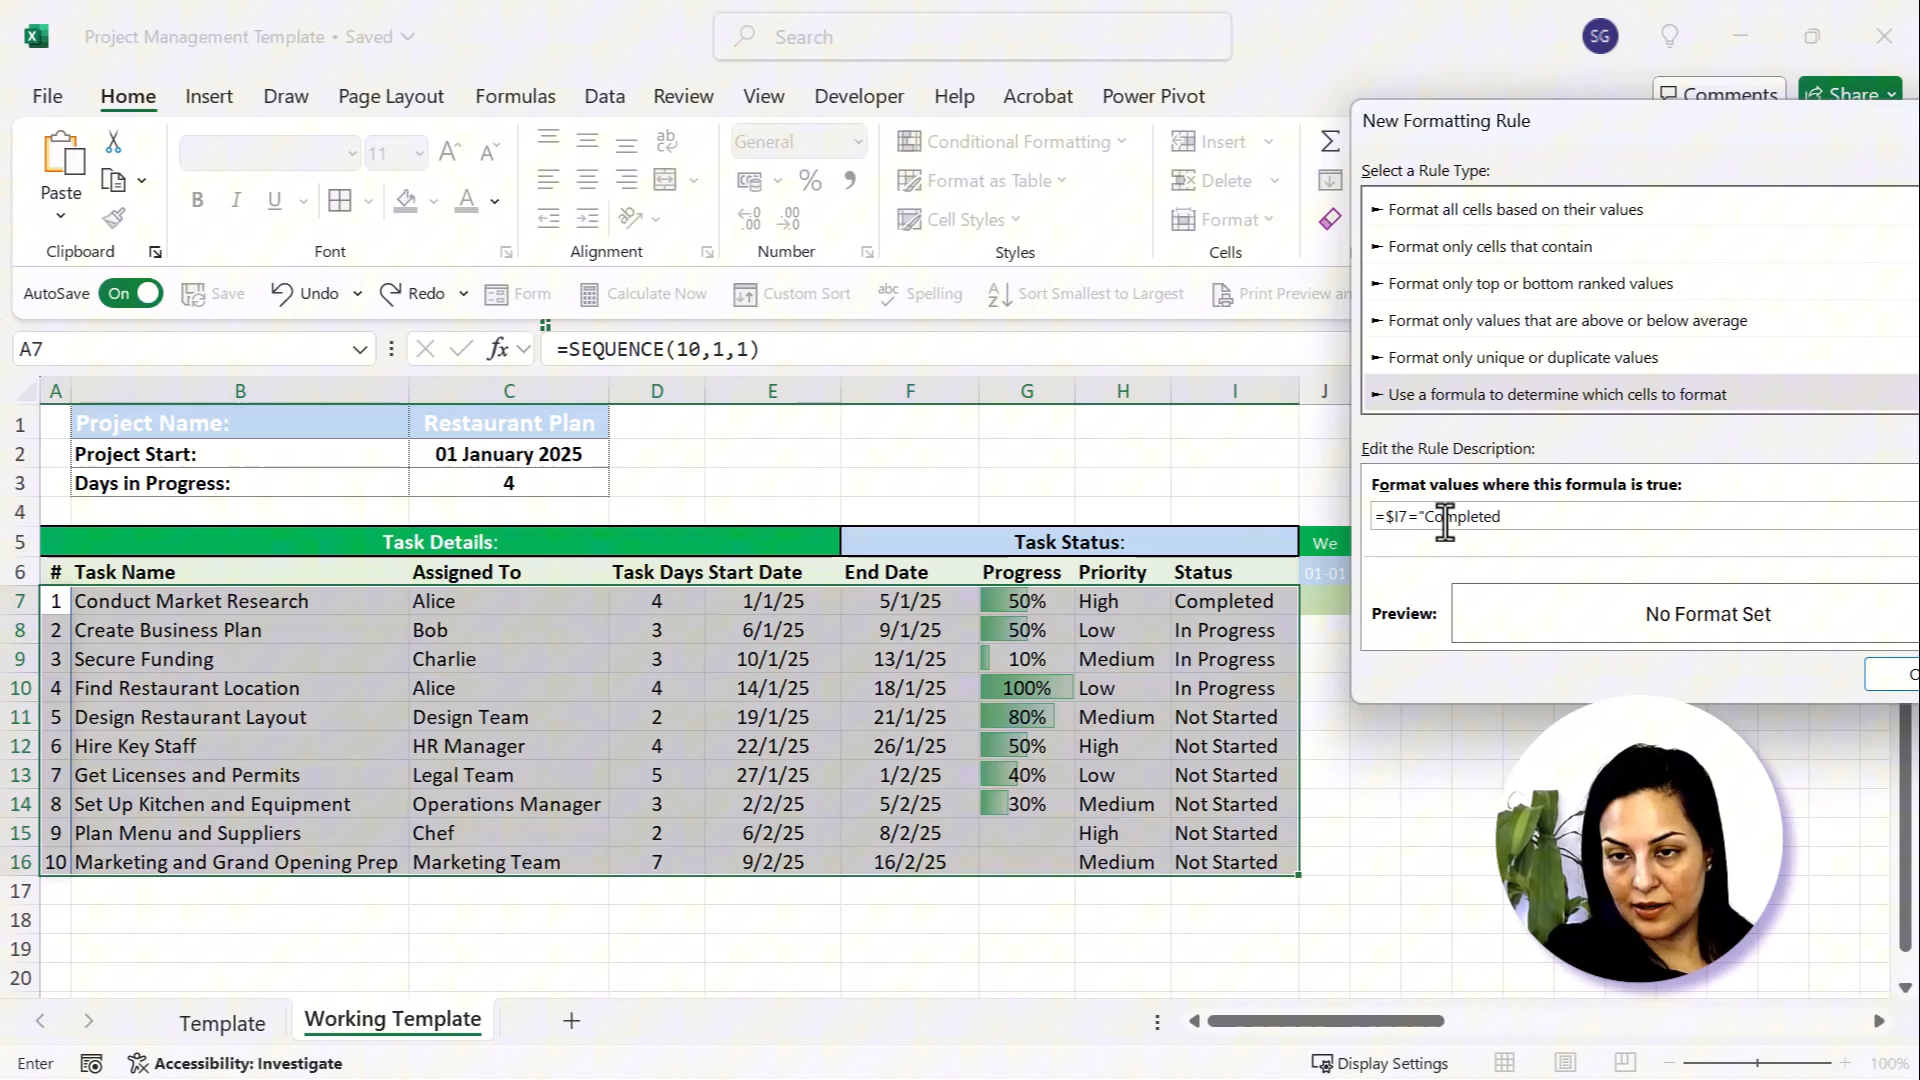 Project Management Template • Saved
Search
SG
File Home Insert Draw Page Layout Formulas Data Review View Developer Help Acrobat Power Pivot
Comments Share
Paste
11
General
Conditional Formatting
Format as Table
Cell Styles
Insert
Delete
Format
B I U
Clipboard Font Alignment Number Styles Cells
AutoSave On Save Undo Redo Form Calculate Now Custom Sort Spelling Sort Smallest to Largest Print Preview an
A7 fx =SEQUENCE(10,1,1)
A B C D E F G H I J
1 Project Name: Restaurant Plan
2 Project Start: 01 January 2025
3 Days in Progress: 4
4
5 Task Details: Task Status: We
6 # Task Name Assigned To Task Days Start Date End Date Progress Priority Status 01-01
7 1 Conduct Market Research Alice 4 1/1/25 5/1/25 50% High Completed
8 2 Create Business Plan Bob 3 6/1/25 9/1/25 50% Low In Progress
9 3 Secure Funding Charlie 3 10/1/25 13/1/25 10% Medium In Progress
10 4 Find Restaurant Location Alice 4 14/1/25 18/1/25 100% Low In Progress
11 5 Design Restaurant Layout Design Team 2 19/1/25 21/1/25 80% Medium Not Started
12 6 Hire Key Staff HR Manager 4 22/1/25 26/1/25 50% High Not Started
13 7 Get Licenses and Permits Legal Team 5 27/1/25 1/2/25 40% Low Not Started
14 8 Set Up Kitchen and Equipment Operations Manager 3 2/2/25 5/2/25 30% Medium Not Started
15 9 Plan Menu and Suppliers Chef 2 6/2/25 8/2/25 High Not Started
16 10 Marketing and Grand Opening Prep Marketing Team 7 9/2/25 16/2/25 Medium Not Started
17
18
19
20
New Formatting Rule
Select a Rule Type:
► Format all cells based on their values
► Format only cells that contain
► Format only top or bottom ranked values
► Format only values that are above or below average
► Format only unique or duplicate values
► Use a formula to determine which cells to format
Edit the Rule Description:
Format values where this formula is true:
=$I7="Completed
Preview: No Format Set
Template Working Template
Enter Accessibility: Investigate Display Settings 100%